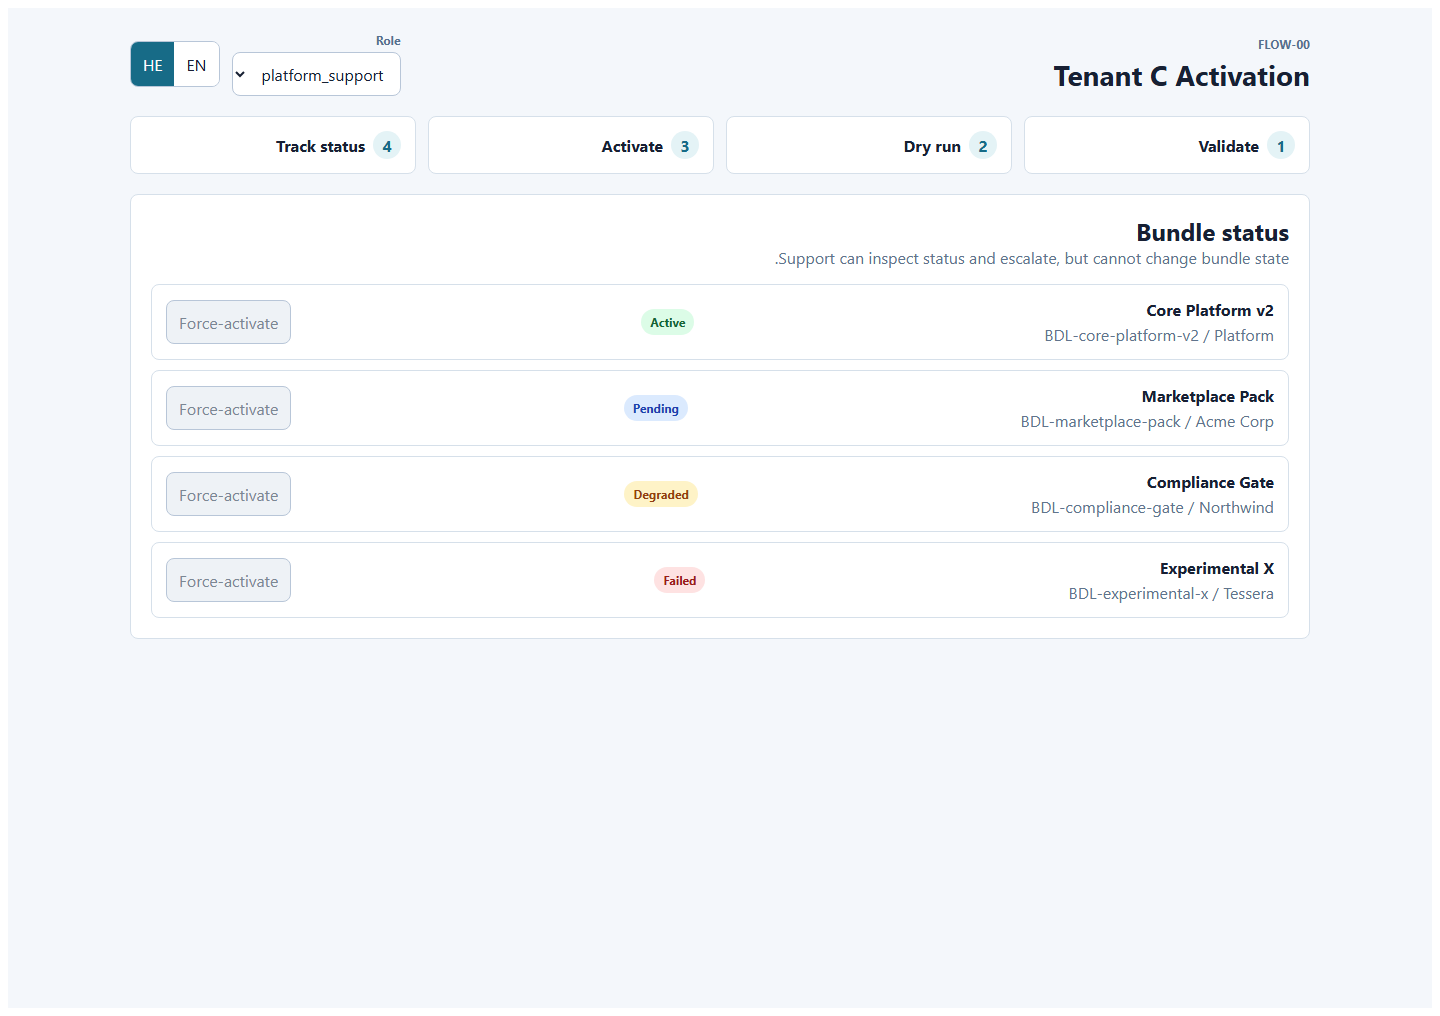 FLOW-00
Tenant C Activation
Role
platform_support
EN
HE
1 Validate
2 Dry run
3 Activate
4 Track status
Bundle status
.Support can inspect status and escalate, but cannot change bundle state
Core Platform v2
BDL-core-platform-v2 / Platform
Active
Force-activate
Marketplace Pack
BDL-marketplace-pack / Acme Corp
Pending
Force-activate
Compliance Gate
BDL-compliance-gate / Northwind
Degraded
Force-activate
Experimental X
BDL-experimental-x / Tessera
Failed
Force-activate